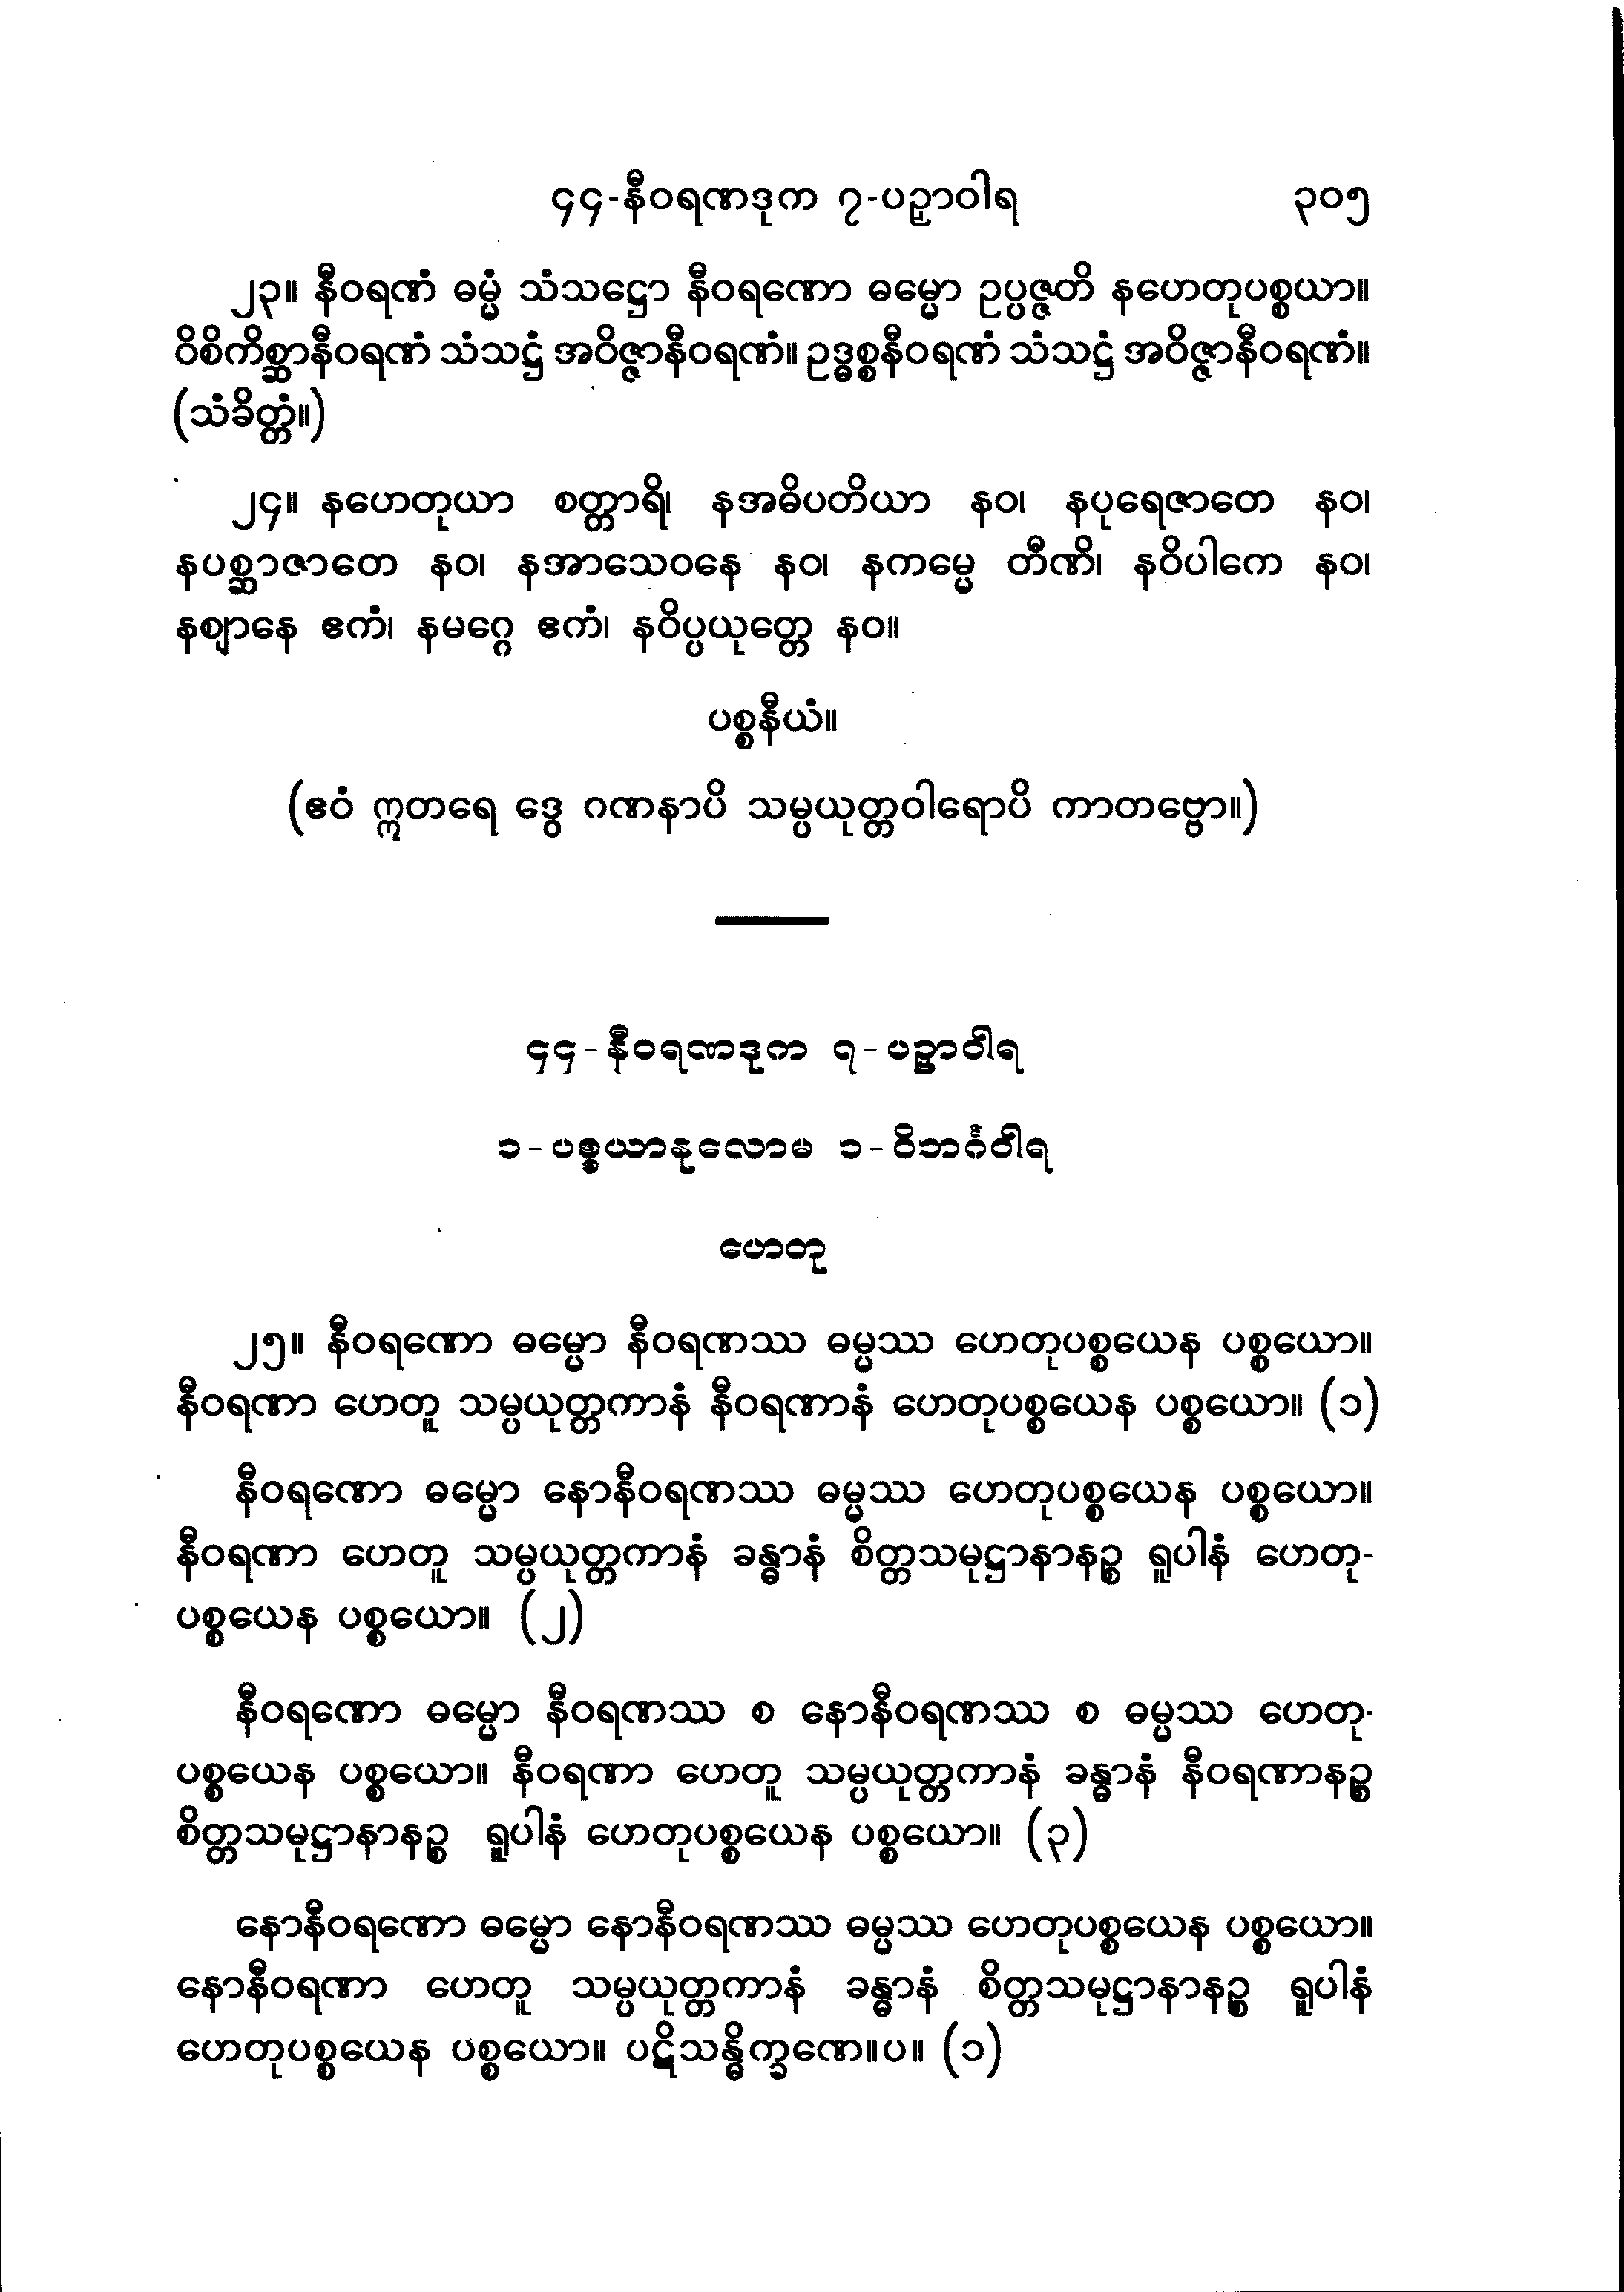 ၄၄-နီဝရဏဒုက ၇-ပဉှာဝါရ ၃၀၅
၂၃။ နီဝရဏံ ဓမ္မံ သံသဋ္ဌော နီဝရဏော ဓမ္မော ဥပ္ပဇ္ဇတိ နဟေတုပစ္စယာ။
ဝိစိကိစ္ဆာနီဝရဏံ သံသဋ္ဌံ အဝိဇ္ဇာနီဝရဏံ။ ဥဒ္ဓစ္စနီဝရဏံ သံသဋ္ဌံ အဝိဇ္ဇာနီဝရဏံ။
(သံခိတ္တံ။)
၂၄။ နဟေတုယာ စတ္တာရိ၊ နအဓိပတိယာ နဝ၊ နပုရေဇာတေ နဝ၊
နပစ္ဆာဇာတေ နဝ၊ နအာသေဝနေ နဝ၊ နကမ္မေ တီဏိ၊ နဝိပါကေ နဝ၊
နဈာနေ ဧကံ၊ နမဂ္ဂေ ဧကံ၊ နဝိပ္ပယုတ္တေ နဝ။
ပစ္စနီယံ။
(ဧဝံ ဣတရေ ဒွေ ဂဏနာပိ သမ္ပယုတ္တဝါရောပိ ကာတဗ္ဗော။)
၄၄-နီဝရဏဒုက ၇-ပဉှာဝါရ
၁-ပစ္စယာနုလောမ ၁-ဝိဘင်္ဂဝါရ
ဟေတု
၂၅။ နီဝရဏော ဓမ္မော နီဝရဏဿ ဓမ္မဿ ဟေတုပစ္စယေန ပစ္စယော။
နီဝရဏာ ဟေတူ သမ္ပယုတ္တကာနံ နီဝရဏာနံ ဟေတုပစ္စယေန ပစ္စယော။ (၁)
နီဝရဏော ဓမ္မော နောနီဝရဏဿ ဓမ္မဿ ဟေတုပစ္စယေန ပစ္စယော။
နီဝရဏာ ဟေတူ သမ္ပယုတ္တကာနံ ခန္ဓာနံ စိတ္တသမုဋ္ဌာနာနဉ္စ ရူပါနံ ဟေတု-
ပစ္စယေန ပစ္စယော။ (၂)
နီဝရဏော ဓမ္မော နီဝရဏဿ စ နောနီဝရဏဿ စ ဓမ္မဿ ဟေတု-
ပစ္စယေန ပစ္စယော။ နီဝရဏာ ဟေတူ သမ္ပယုတ္တကာနံ ခန္ဓာနံ နီဝရဏာနဉ္စ
စိတ္တသမုဋ္ဌာနာနဉ္စ ရူပါနံ ဟေတုပစ္စယေန ပစ္စယော။ (၃)
နောနီဝရဏော ဓမ္မော နောနီဝရဏဿ ဓမ္မဿ ဟေတုပစ္စယေန ပစ္စယော။
နောနီဝရဏာ ဟေတူ သမ္ပယုတ္တကာနံ ခန္ဓာနံ စိတ္တသမုဋ္ဌာနာနဉ္စ ရူပါနံ
ဟေတုပစ္စယေန ပစ္စယော။ ပဋိသန္ဓိက္ခဏေ။ပ။ (၁)